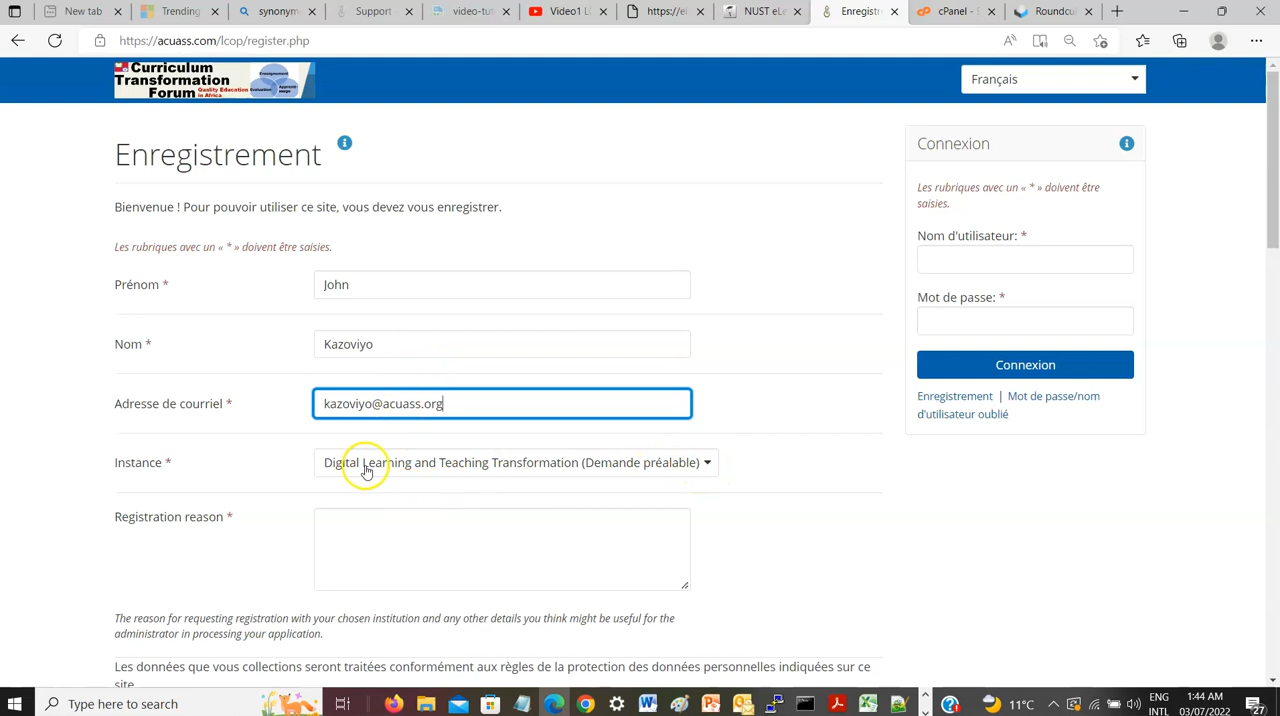 New tab
Trending
synonym
Support
video-tut
Video1 L
https://el
NUST eLe
Enregistr
cPanel -
Roundcu
https://acuass.com/lcop/register.php
Curriculum
Transformation
Forum Quality Education
in Africa
Enseignement
Evaluation
Français
Enregistrement
Bienvenue ! Pour pouvoir utiliser ce site, vous devez vous enregistrer.
Les rubriques avec un « * » doivent être saisies.
Prénom *
John
Nom *
Kazoviyo
Adresse de courriel *
kazoviyo@acuass.org
Instance *
Digital Learning and Teaching Transformation (Demande préalable)
Registration reason *
The reason for requesting registration with your chosen institution and any other details you think might be useful for the
administrator in processing your application.
Les données que vous collections seront traitées conformément aux règles de la protection des données personnelles indiquées sur ce
site.
Connexion
Les rubriques avec un « * » doivent être
saisies.
Nom d'utilisateur: *
Mot de passe: *
Connexion
Enregistrement | Mot de passe/nom
d'utilisateur oublié
Type here to search
11°C
ENG
INTL
1:44 AM
03/07/2022
27